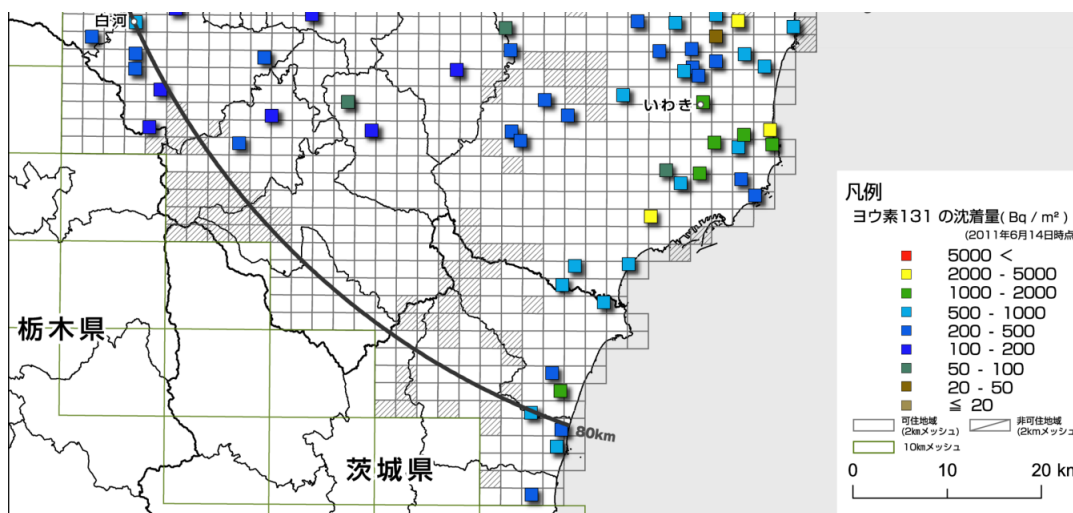 白河
いわき
栃木県
茨城県
80km
凡例
ヨウ素131 の沈着量( Bq / m² )
(2011年6月14日時点
5000 <
2000 - 5000
1000 - 2000
500 - 1000
200 - 500
100 - 200
50 - 100
20 - 50
≦ 20
可住地域
(2kmメッシュ)
非可住地域
(2kmメッシュ)
10kmメッシュ
0 10 20 km